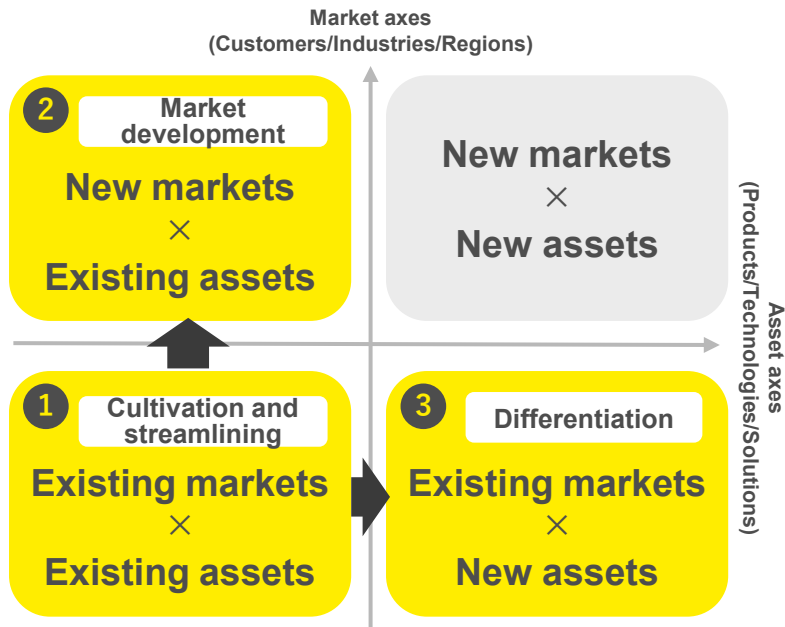 Market axes
(Customers/Industries/Regions)
2
Market
development
New markets
×
Existing assets
New markets
×
New assets
Asset axes
(Products/Technologies/Solutions)
1
Cultivation and
streamlining
Existing markets
×
Existing assets
3
Differentiation
Existing markets
×
New assets